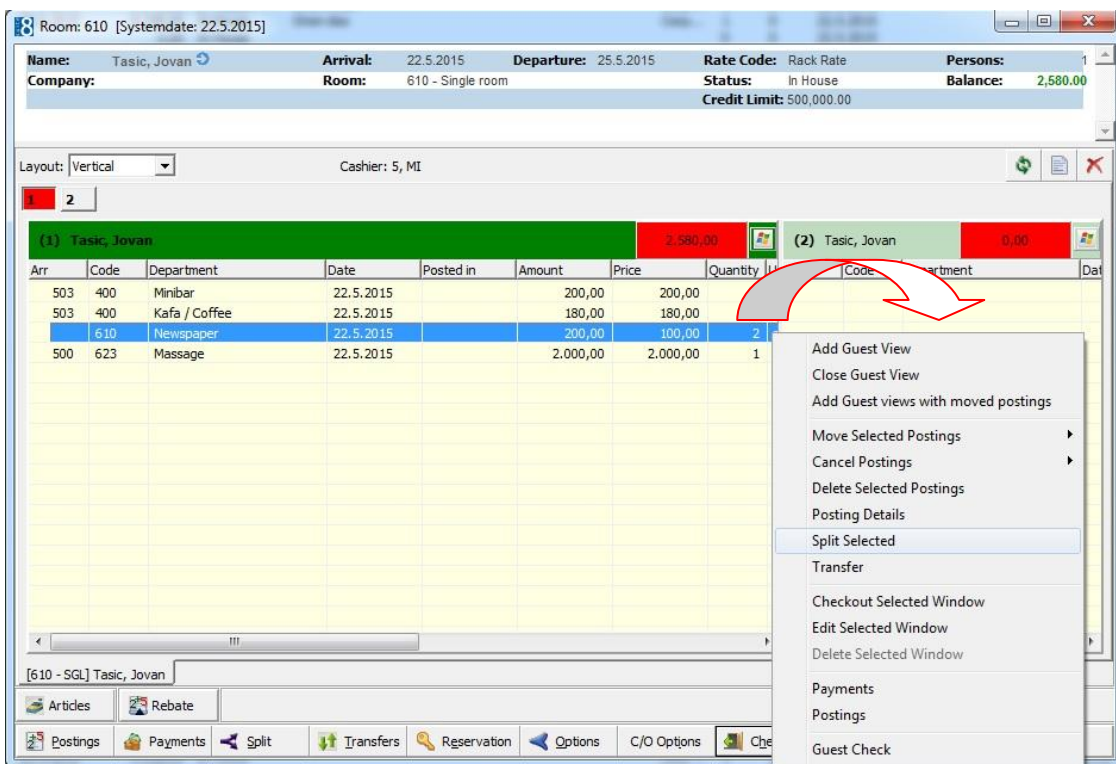 Room: 610 [Systemdate: 22.5.2015]
Name: Tasic, Jovan Arrival: 22.5.2015 Departure: 25.5.2015 Rate Code: Rack Rate Persons: 1
Company: Room: 610 - Single room Status: In House Balance: 2,580.00
Credit Limit: 500,000.00
Layout: Vertical Cashier: 5, MI
1 2
(1) Tasic, Jovan 2.580,00 (2) Tasic, Jovan 0,00
Arr Code Department Date Posted in Amount Price Quantity Code Dat
503 400 Minibar 22.5.2015 200,00 200,00
503 400 Kafa / Coffee 22.5.2015 180,00 180,00
610 Newspaper 22.5.2015 200,00 100,00 2
500 623 Massage 22.5.2015 2.000,00 2.000,00 1
Add Guest View
Close Guest View
Add Guest views with moved postings
Move Selected Postings
Cancel Postings
Delete Selected Postings
Posting Details
Split Selected
Transfer
Checkout Selected Window
Edit Selected Window
Delete Selected Window
Payments
Postings
Guest Check
[610 - SGL] Tasic, Jovan
Articles Rebate
Postings Payments Split Transfers Reservation Options C/O Options Che